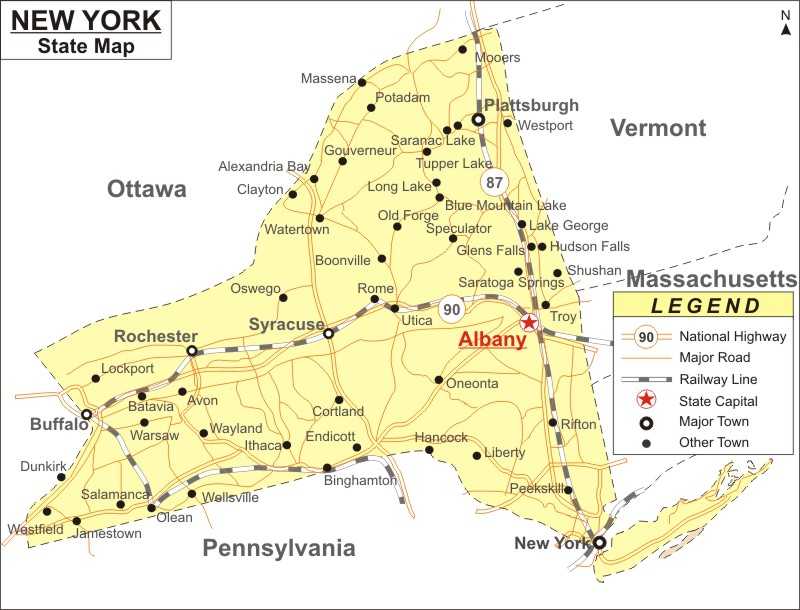 NEW YORK
State Map
N
Mooers
Massena
Potadam
Plattsburgh
Westport
Vermont
Saranac Lake
Gouverneur
Tupper Lake
Alexandria Bay
Ottawa
Clayton
Long Lake
87
Blue Mountain Lake
Old Forge
Watertown
Speculator
Lake George
Glens Falls
Hudson Falls
Boonville
Shushan
Massachusetts
Saratoga Springs
Oswego
Rome
90
Troy
Utica
Syracuse
Rochester
Albany
LEGEND
90
National Highway
Major Road
Railway Line
State Capital
Major Town
Other Town
Lockport
Oneonta
Avon
Batavia
Buffalo
Cortland
Rifton
Warsaw
Wayland
Ithaca
Endicott
Hancock
Liberty
Dunkirk
Binghamton
Peekskill
Salamanca
Wellsville
Olean
Westfield
Jamestown
Pennsylvania
New York